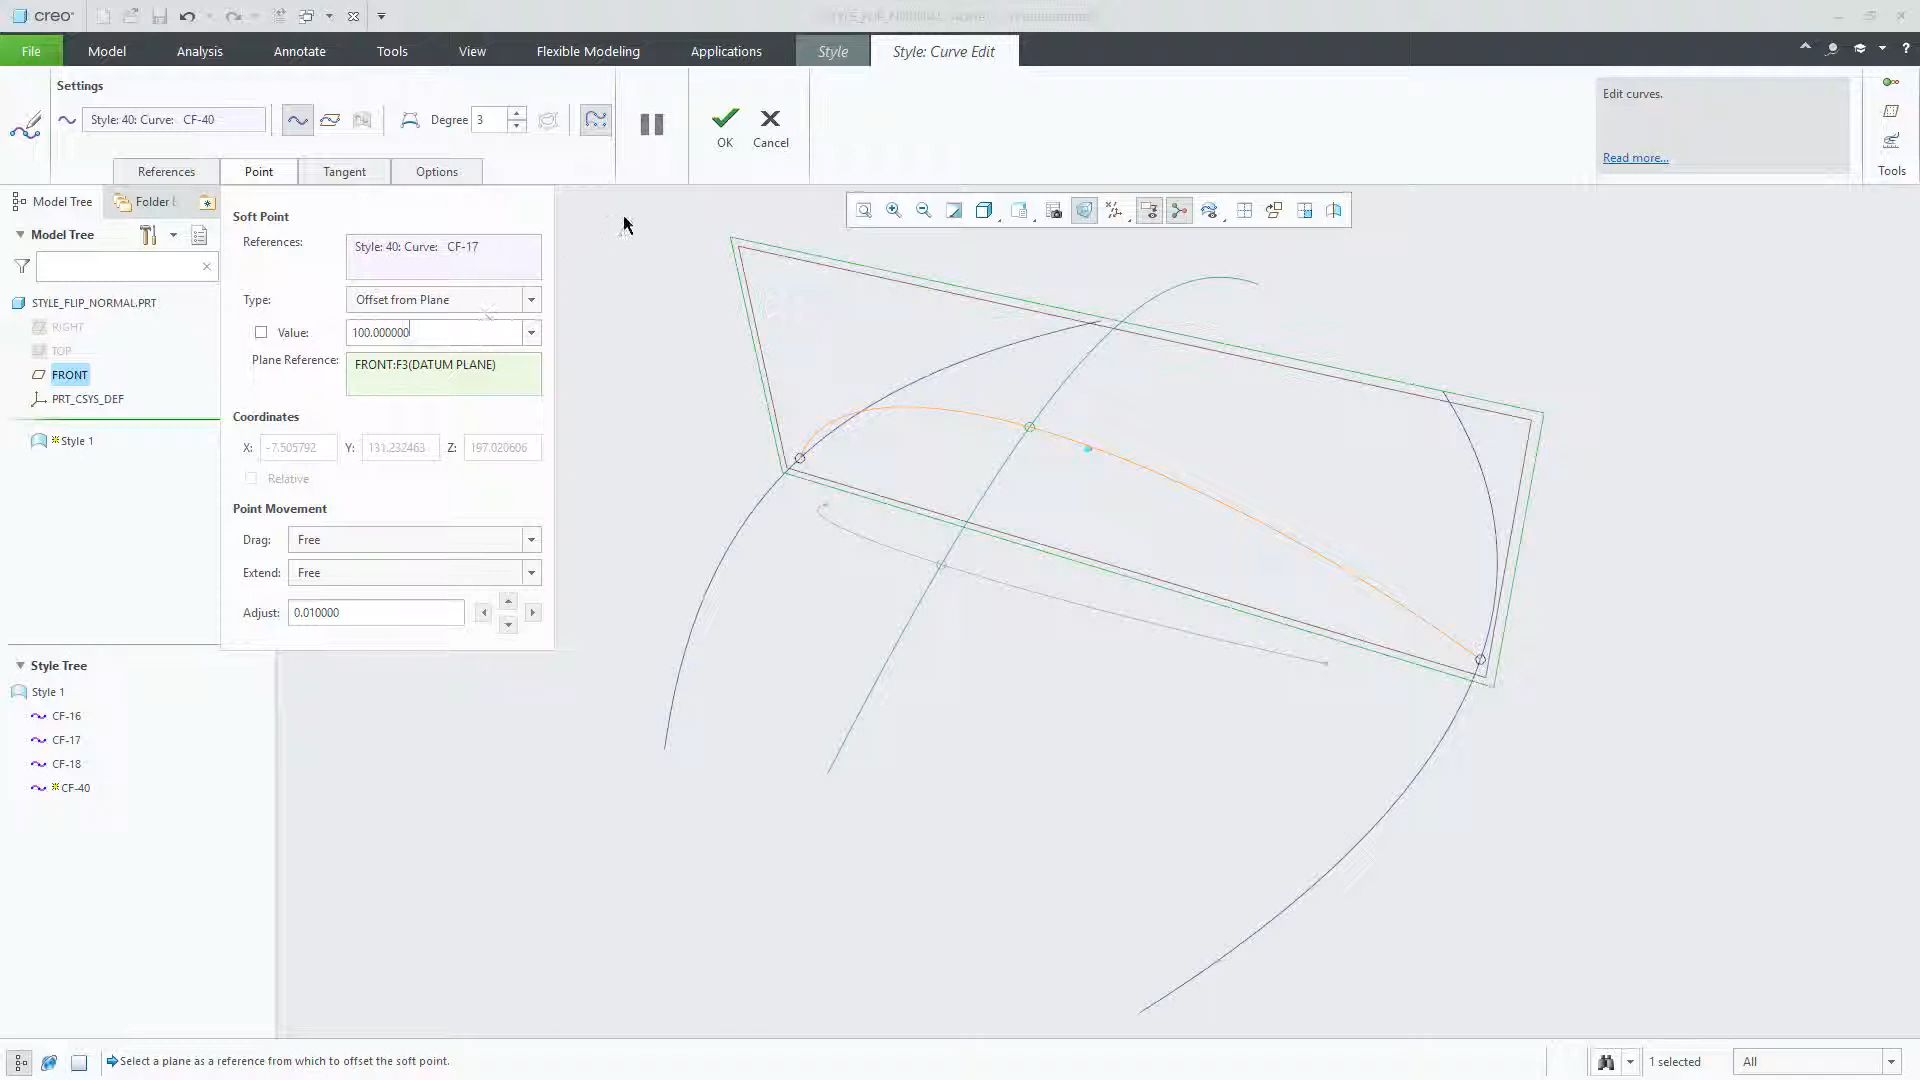 creo
File
Model
Analysis
Annotate
Tools
View
Flexible Modeling
Applications
Style
Style: Curve Edit
?
Settings
Style: 40: Curve: CF-40
Degree 3
OK
Cancel
Edit curves.
Read more...
Tools
References
Point
Tangent
Options
Model Tree
Folder
Model Tree
STYLE_FLIP_NORMAL.PRT
RIGHT
TOP
FRONT
PRT_CSYS_DEF
Style 1
Soft Point
References:
Style: 40: Curve: CF-17
Type:
Offset from Plane
Value:
100.000000
Plane Reference:
FRONT:F3(DATUM PLANE)
Coordinates
X: -7.505792 Y: 131.232463 Z: 197.020606
Relative
Point Movement
Drag: Free
Extend: Free
Adjust: 0.010000
Style Tree
Style 1
CF-16
CF-17
CF-18
CF-40
Select a plane as a reference from which to offset the soft point.
1 selected
All